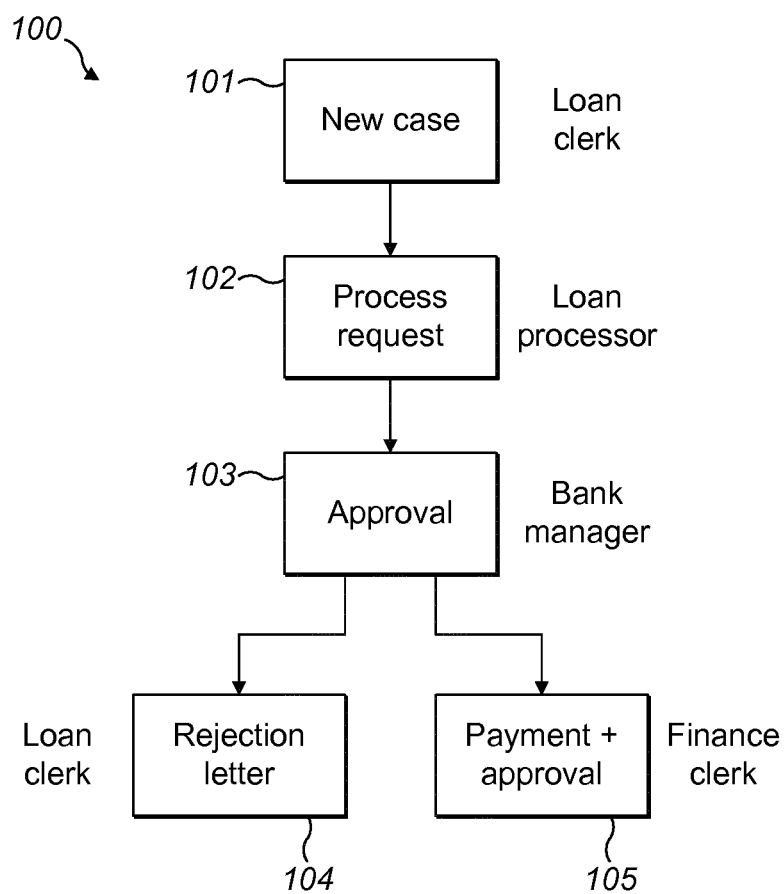 100
101
New case
Loan
clerk
102
Process
request
Loan
processor
103
Approval
Bank
manager
Loan
clerk
Rejection
letter
Payment +
approval
Finance
clerk
104
105